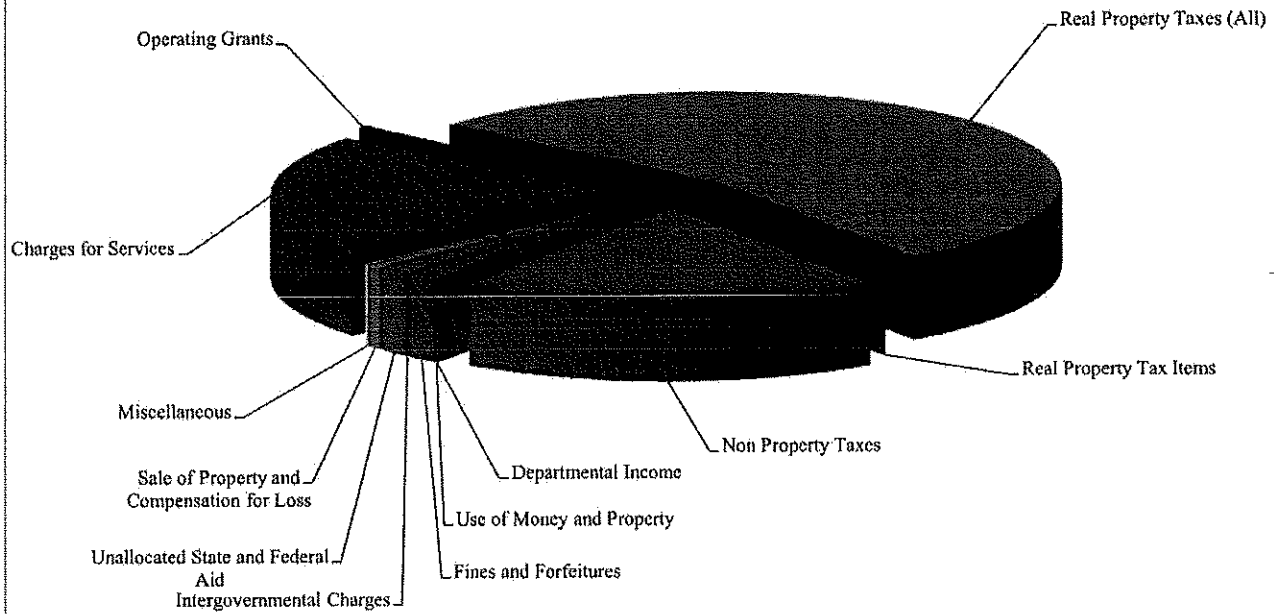 Real Property Taxes (All)
Operating Grants
Charges for Services
Real Property Tax Items
Miscellaneous
Non Property Taxes
Sale of Property and
Compensation for Loss
Departmental Income
Use of Money and Property
Unallocated State and Federal
Aid
Fines and Forfeitures
Intergovernmental Charges